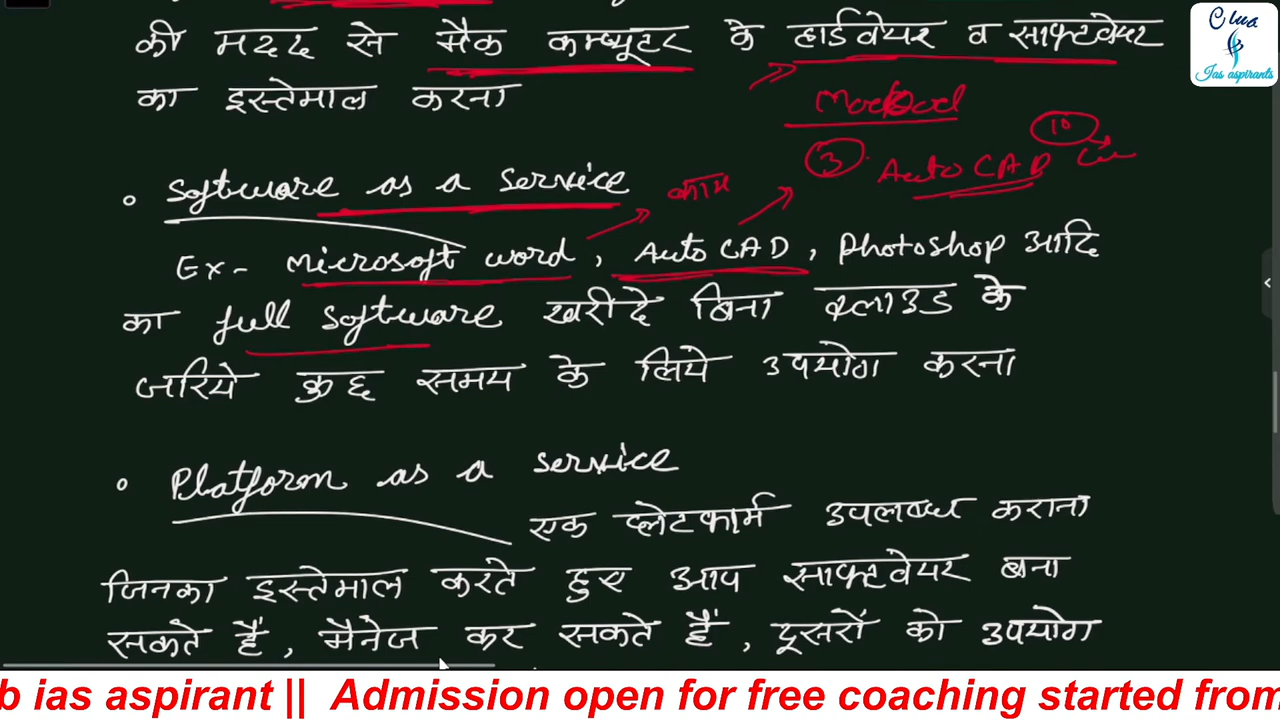 की मदद से मैक कम्प्यूटर के हार्डवेयर व साफ्टवेयर
का इस्तेमाल करना
Ias aspirants
10
3 AutoCAD
• Software as a service
काम
Ex- Microsoft word, AutoCAD, Photoshop आदि
का full software खरीदे बिना क्लाउड के
जरिये कुछ समय के लिये उपयोग करना
• Platform as a service
एक प्लेटफार्म उपलब्ध कराना
जिनका इस्तेमाल करते हुए आप साफ्टवेयर बना
सकते हैं, मैनेज कर सकते हैं, दूसरों को उपयोग
b ias aspirant || Admission open for free coaching started from